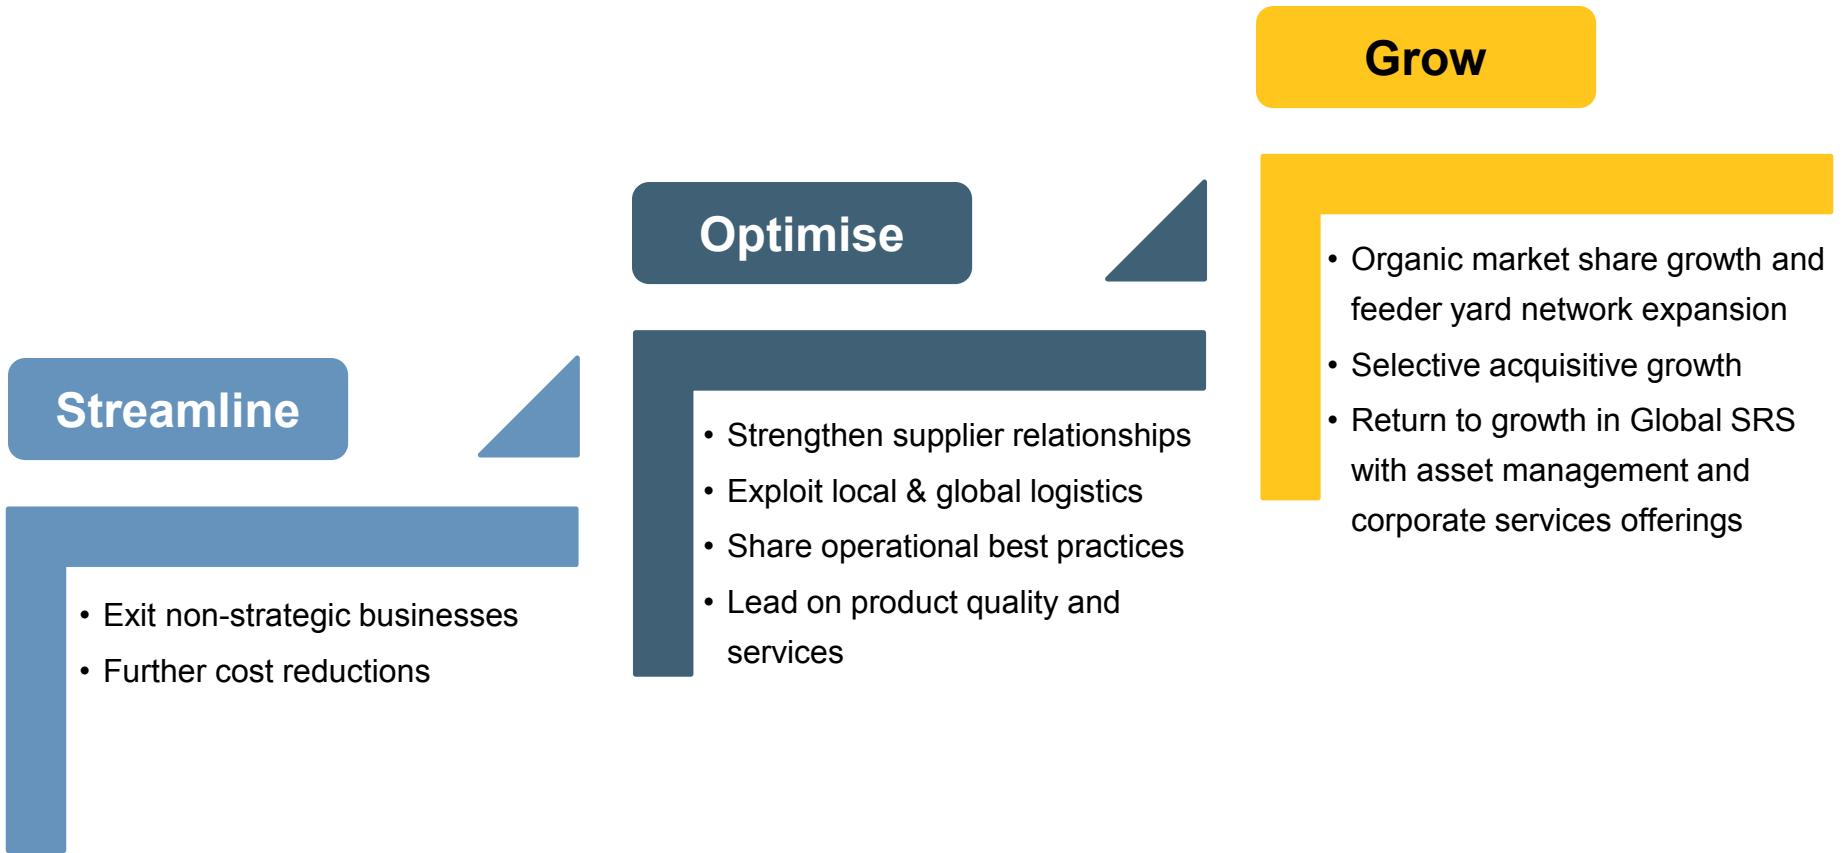 Streamline
• Exit non-strategic businesses
• Further cost reductions
Optimise
• Strengthen supplier relationships
• Exploit local & global logistics
• Share operational best practices
• Lead on product quality and
services
Grow
• Organic market share growth and
feeder yard network expansion
• Selective acquisitive growth
• Return to growth in Global SRS
with asset management and
corporate services offerings